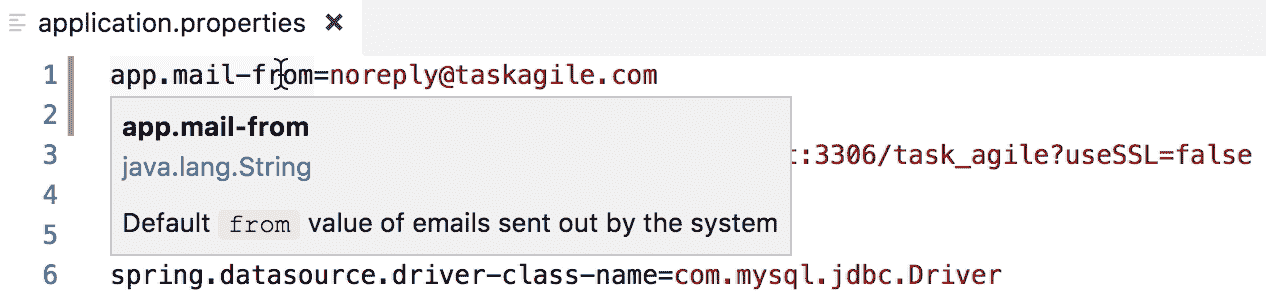 application.properties ×
1 app.mail-from=noreply@taskagile.com
2
app.mail-from
java.lang.String
3 :3306/task_agile?useSSL=false
4
Default from value of emails sent out by the system
5
6 spring.datasource.driver-class-name=com.mysql.jdbc.Driver